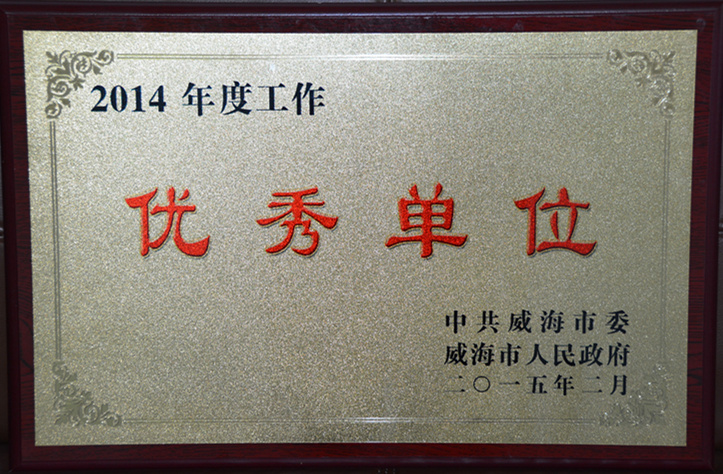 2014 年度工作
优秀单位
中共威海市委
威海市人民政府
二〇一五年二月